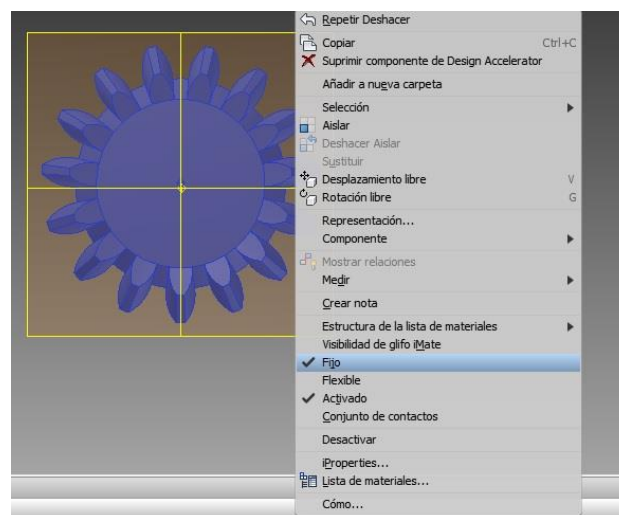 Repetir Deshacer
Copiar Ctrl+C
Suprimir componente de Design Accelerator
Añadir a nueva carpeta
Selección
Aislar
Deshacer Aislar
Sustituir
Desplazamiento libre V
Rotación libre G
Representación...
Componente
Mostrar relaciones
Medir
Crear nota
Estructura de la lista de materiales
Visibilidad de glifo iMate
Fijo
Flexible
Activado
Conjunto de contactos
Desactivar
iProperties...
Lista de materiales...
Cómo...